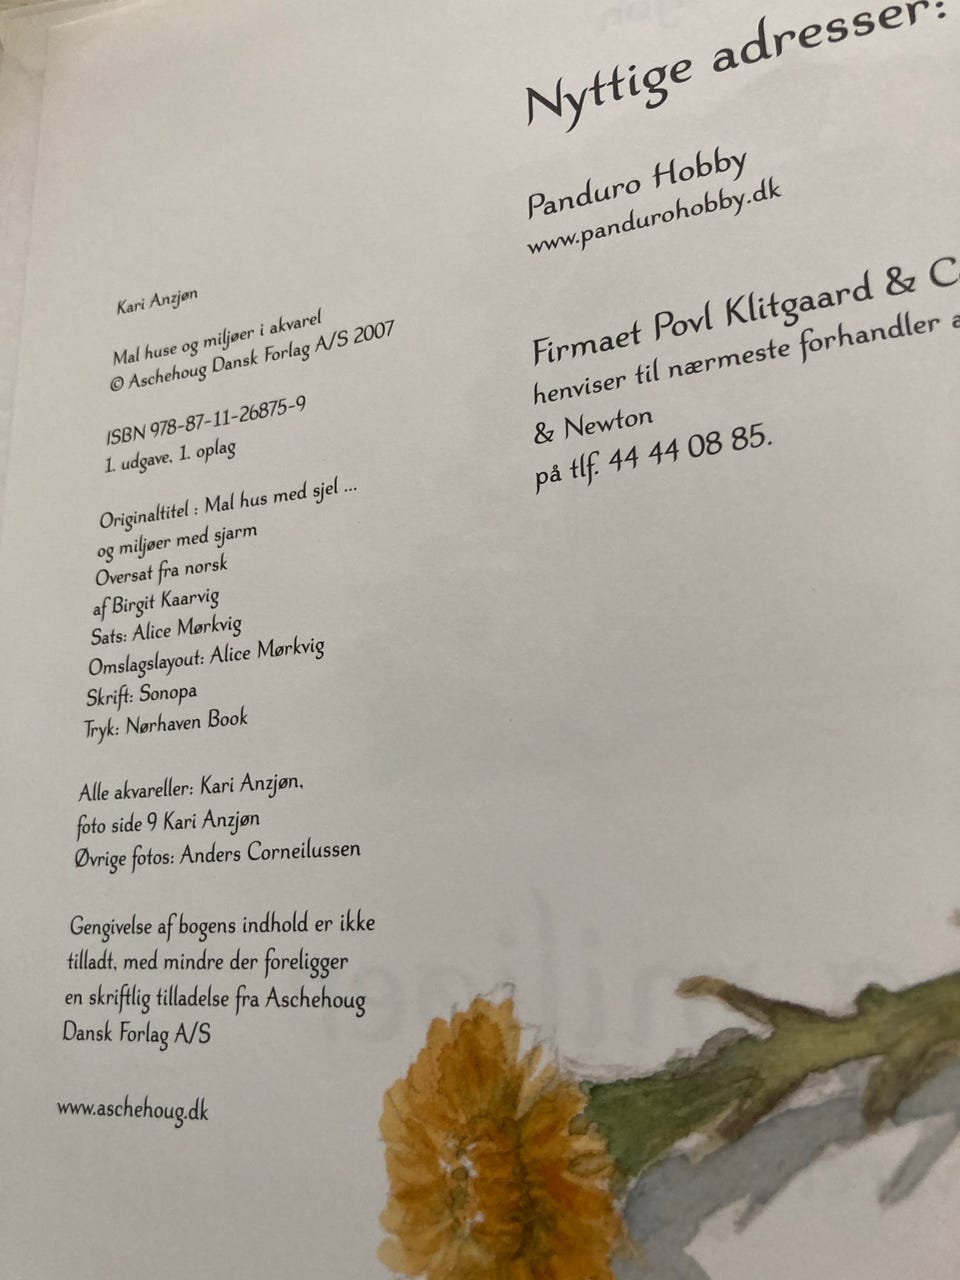 Kari Anzjøn
Mal huse og miljøer i akvarel
© Aschehoug Dansk Forlag A/S 2007
ISBN 978-87-11-26875-9
1. udgave, 1. oplag
Originaltitel : Mal hus med sjel ...
og miljøer med sjarm
Oversat fra norsk
af Birgit Kaarvig
Sats: Alice Mørkvig
Omslagslayout: Alice Mørkvig
Skrift: Sonopa
Tryk: Nørhaven Book
Alle akvareller: Kari Anzjøn,
foto side 9 Kari Anzjøn
Øvrige fotos: Anders Corneilussen
Gengivelse af bogens indhold er ikke
tilladt, med mindre der foreligger
en skriftlig tilladelse fra Aschehoug
Dansk Forlag A/S
www.aschehoug.dk
Nyttige adresser:
Panduro Hobby
www.pandurohobby.dk
Firmaet Povl Klitgaard &
henviser til nærmeste forhandler
& Newton
på tlf. 44 44 08 85.